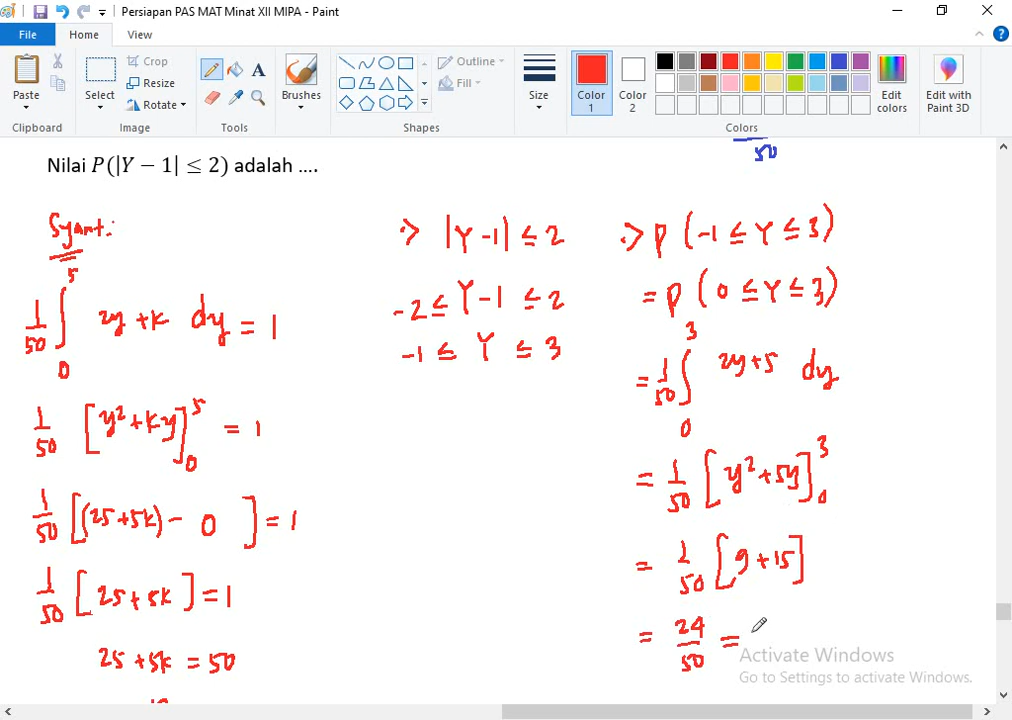 Persiapan PAS MAT Minat XII MIPA - Paint
File Home View
Paste Select Crop Resize Rotate Brushes Outline Fill Size Color 1 Color 2 Edit colors Edit with Paint 3D
Clipboard Image Tools Shapes Colors
50
Nilai P(|Y − 1| ≤ 2) adalah ….
Syarat:
1/50 ∫₀⁵ 2y + k dy = 1
1/50 [y² + ky]₀⁵ = 1
1/50 [(25 + 5k) − 0 ] = 1
1/50 [25 + 5k] = 1
25 + 5k = 50
|Y − 1| ≤ 2
-2 ≤ Y − 1 ≤ 2
-1 ≤ Y ≤ 3
P (-1 ≤ Y ≤ 3)
= P (0 ≤ Y ≤ 3)
= 1/50 ∫₀³ 2y + 5 dy
= 1/50 [y² + 5y]₀³
= 1/50 [9 + 15]
= 24/50 =
Activate Windows
Go to Settings to activate Windows.